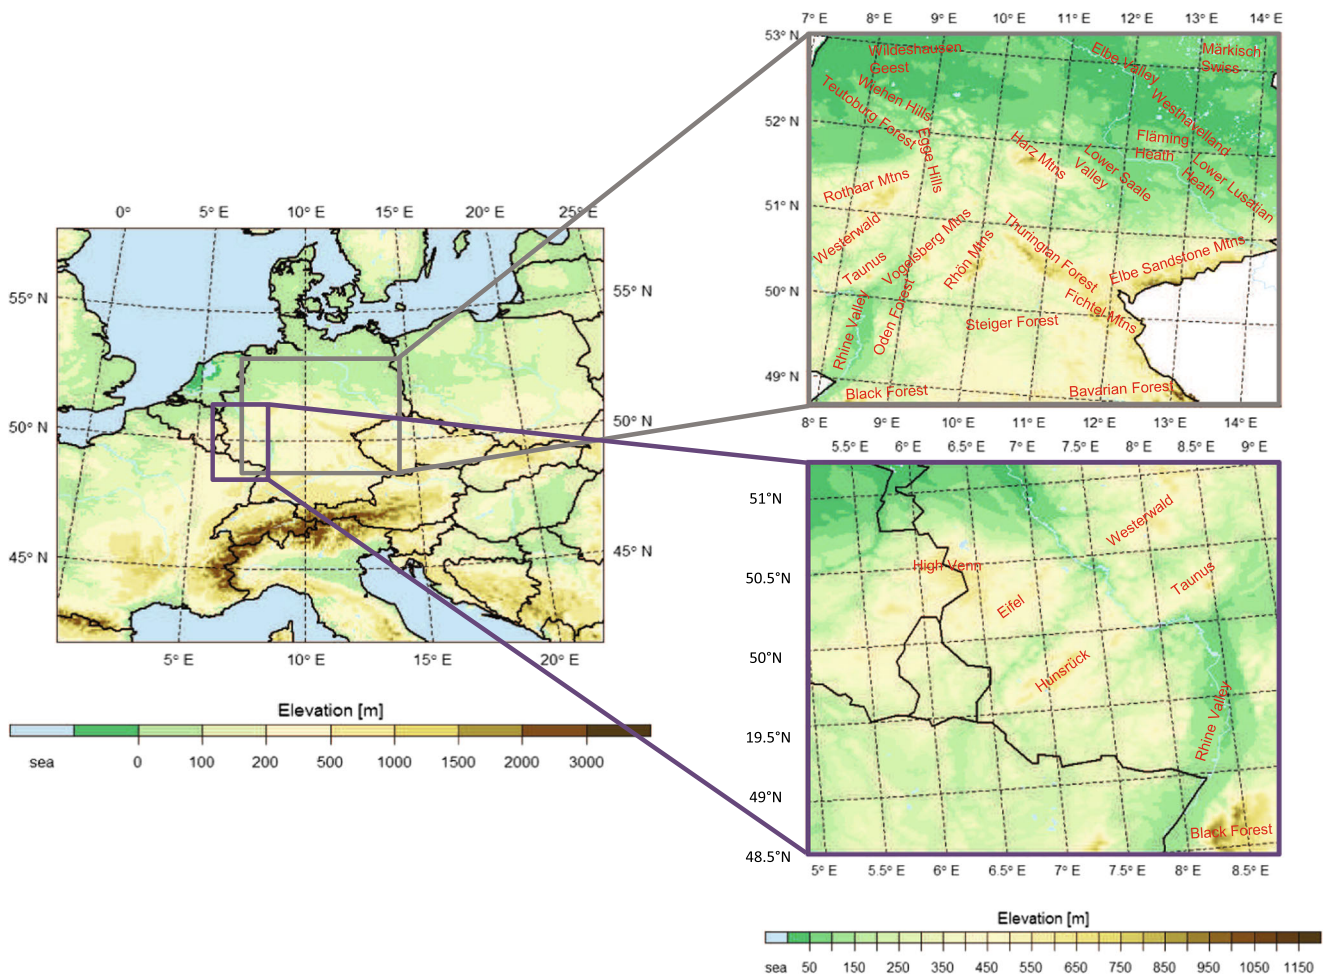 0° 5° E 10° E 15° E 20° E 25° E
55° N
50° N
45° N
55° N
50° N
45° N
5° E 10° E 15° E 20° E
Elevation [m]
sea 0 100 200 500 1000 1500 2000 3000
7° E 8° E 9° E 10° E 11° E 12° E 13° E 14° E
53° N
52° N
51° N
50° N
49° N
Wildeshausen
Geest
Elbe Valley
Märkisch
Swiss
Wiehen Hills
Teutoburg Forest
Egge Hills
Westhavelland
Fläming
Heath
Harz Mtns
Lower Saale
Valley
Lower Lusatian
Heath
Rothaar Mtns
Westerwald
Taunus
Vogelsberg Mtns
Rhön Mtns
Thuringian Forest
Elbe Sandstone Mtns
Fichtel Mtns
Rhine Valley
Oden Forest
Steiger Forest
Black Forest
Bavarian Forest
8° E 9° E 10° E 11° E 12° E 13° E 14° E
5.5° E 6° E 6.5° E 7° E 7.5° E 8° E 8.5° E 9° E
51°N
50.5°N
50°N
19.5°N
49°N
48.5°N
Westerwald
High Venn
Taunus
Eifel
Hunsrück
Rhine Valley
Black Forest
5° E 5.5° E 6° E 6.5° E 7° E 7.5° E 8° E 8.5° E
Elevation [m]
sea 50 150 250 350 450 550 650 750 850 950 1050 1150